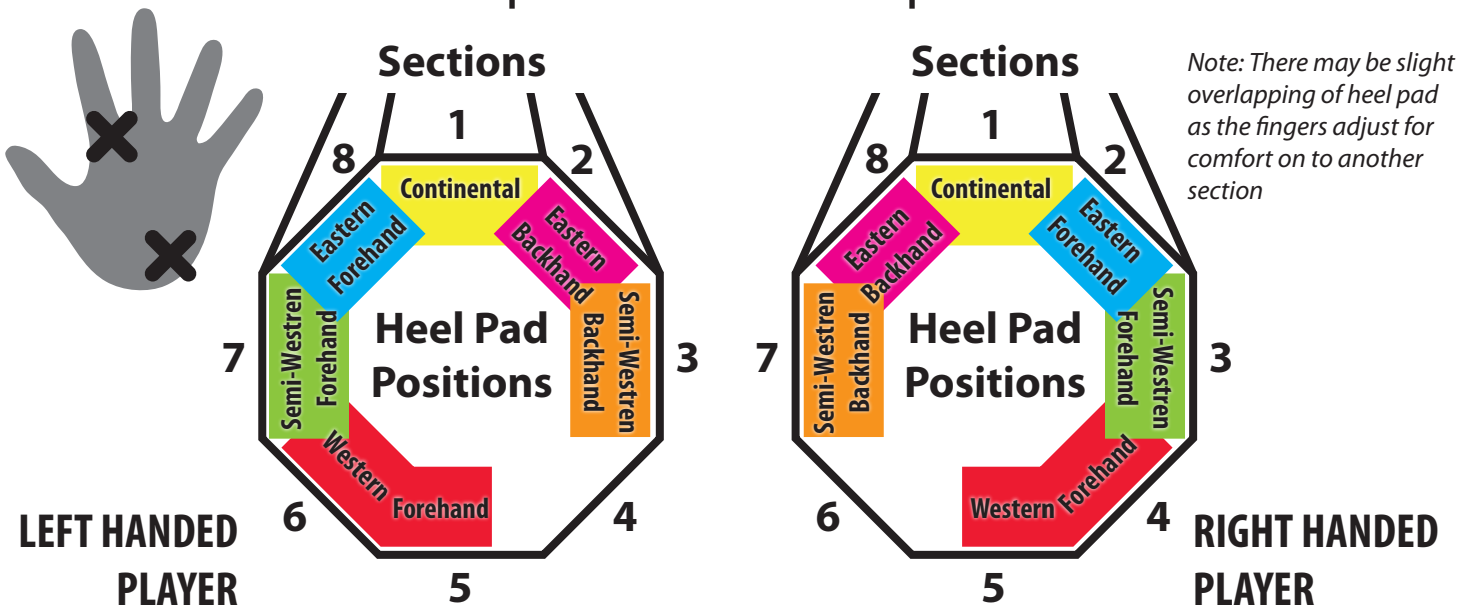 Sections
1
8
2
Continental
Eastern
Forehand
Eastern
Backhand
Semi-Westren
Forehand
Semi-Westren
Backhand
Heel Pad
Positions
7
3
Western
Forehand
6
4
5
LEFT HANDED
PLAYER
Sections
1
8
2
Continental
Eastern
Backhand
Eastern
Forehand
Semi-Westren
Backhand
Semi-Westren
Forehand
Heel Pad
Positions
7
3
Western
Forehand
6
4
5
RIGHT HANDED
PLAYER
Note: There may be slight
overlapping of heel pad
as the fingers adjust for
comfort on to another
section